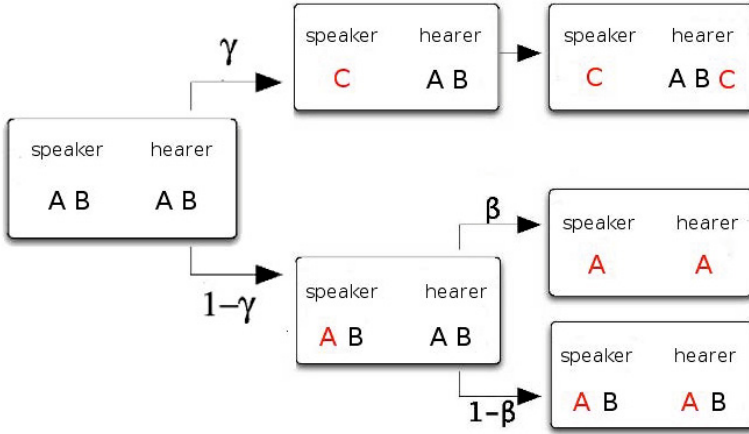 γ
speaker hearer
C A B
speaker hearer
C A B C
speaker hearer
A B A B
1−γ
speaker hearer
A B A B
β
speaker hearer
A A
1-β
speaker hearer
A B A B